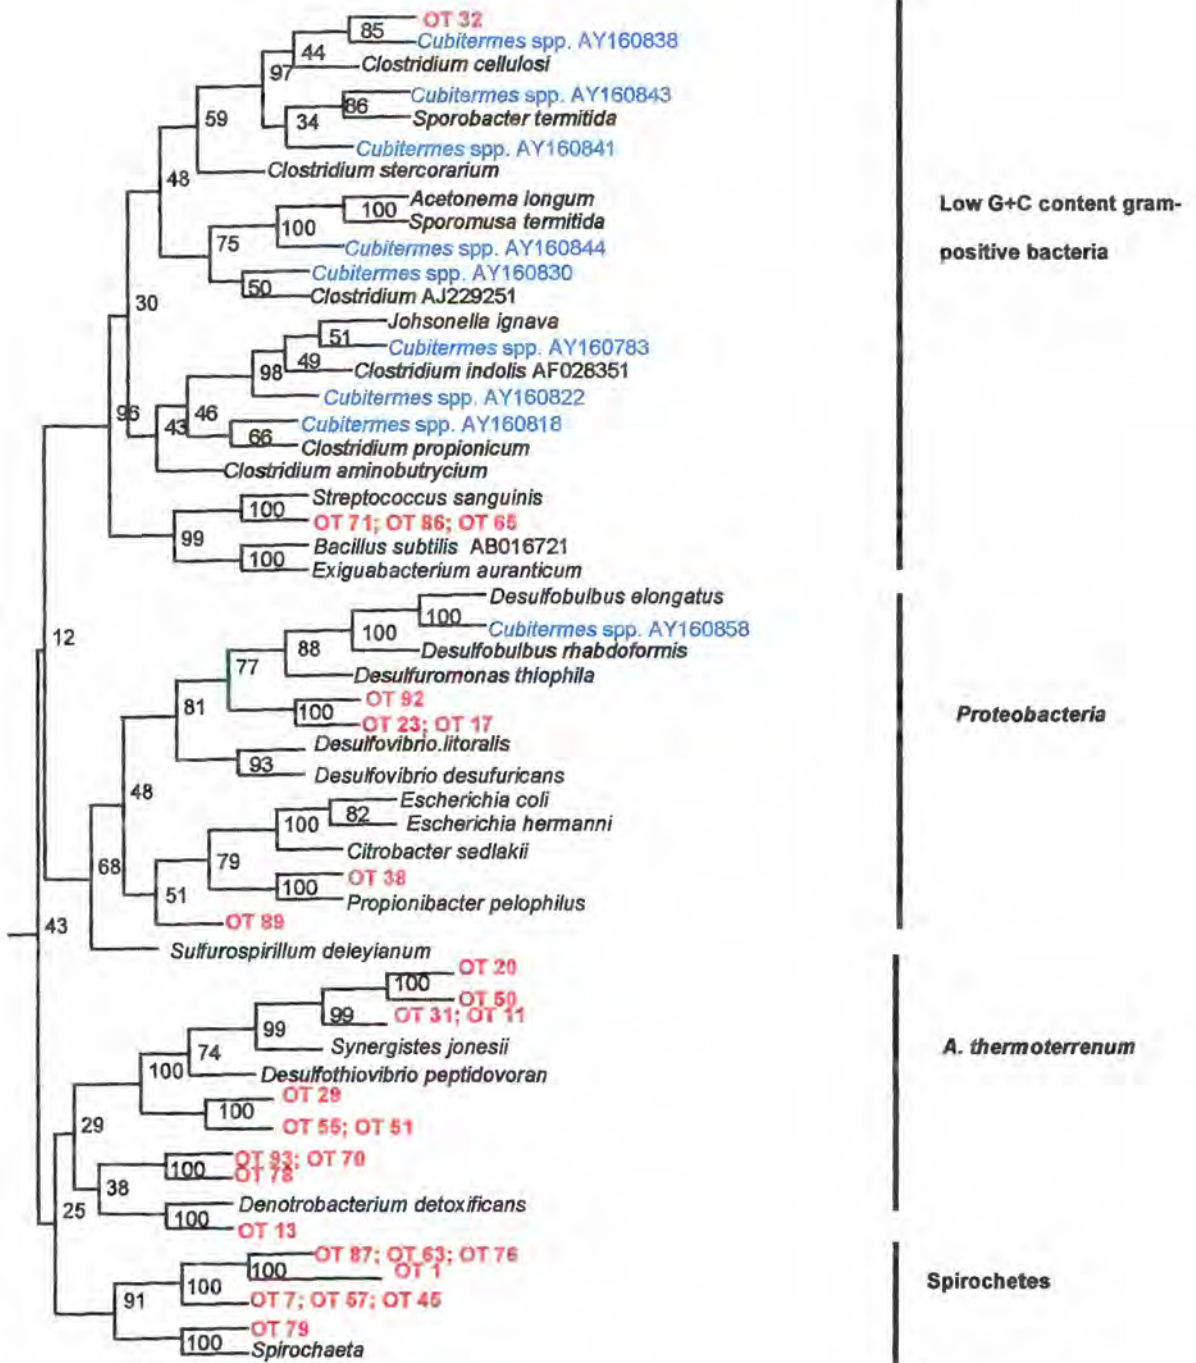 OT 32
85
Cubitermes spp. AY160838
44
Clostridium cellulosi
97
Cubitermes spp. AY160843
86
Sporobacter termitida
59
34
Cubitermes spp. AY160841
Clostridium stercorarium
48
Acetonema longum
100
Sporomusa termitida
100
75
Cubitermes spp. AY160844
Cubitermes spp. AY160830
50
Clostridium AJ229251
30
Johsonella ignava
51
Cubitermes spp. AY160783
49
Clostridium indolis AF028351
98
Cubitermes spp. AY160822
96
46
43
Cubitermes spp. AY160818
66
Clostridium propionicum
Clostridium aminobutrycium
Streptococcus sanguinis
100
OT 71; OT 86; OT 65
99
Bacillus subtilis AB016721
100
Exiguabacterium auranticum
Low G+C content gram-
positive bacteria
12
Desulfobulbus elongatus
100
Cubitermes spp. AY160858
100
Desulfobulbus rhabdoformis
88
77
Desulfuromonas thiophila
OT 92
81
100
OT 23; OT 17
Desulfovibrio.litoralis
93
Desulfovibrio desufuricans
48
Escherichia coli
82
100
Escherichia hermanni
Citrobacter sedlakii
79
68
OT 38
100
51
Propionibacter pelophilus
OT 89
43
Sulfurospirillum deleyianum
Proteobacteria
OT 20
100
OT 50
99
OT 31; OT 11
99
Synergistes jonesii
74
100
Desulfothiovibrio peptidovoran
OT 29
100
OT 55; OT 51
29
OT 93; OT 70
100
OT 78
38
Denotrobacterium detoxificans
25
100
OT 13
A. thermoterrenum
OT 87; OT 63; OT 76
100
OT 1
100
91
OT 7; OT 57; OT 45
OT 79
100
Spirochaeta
Spirochetes